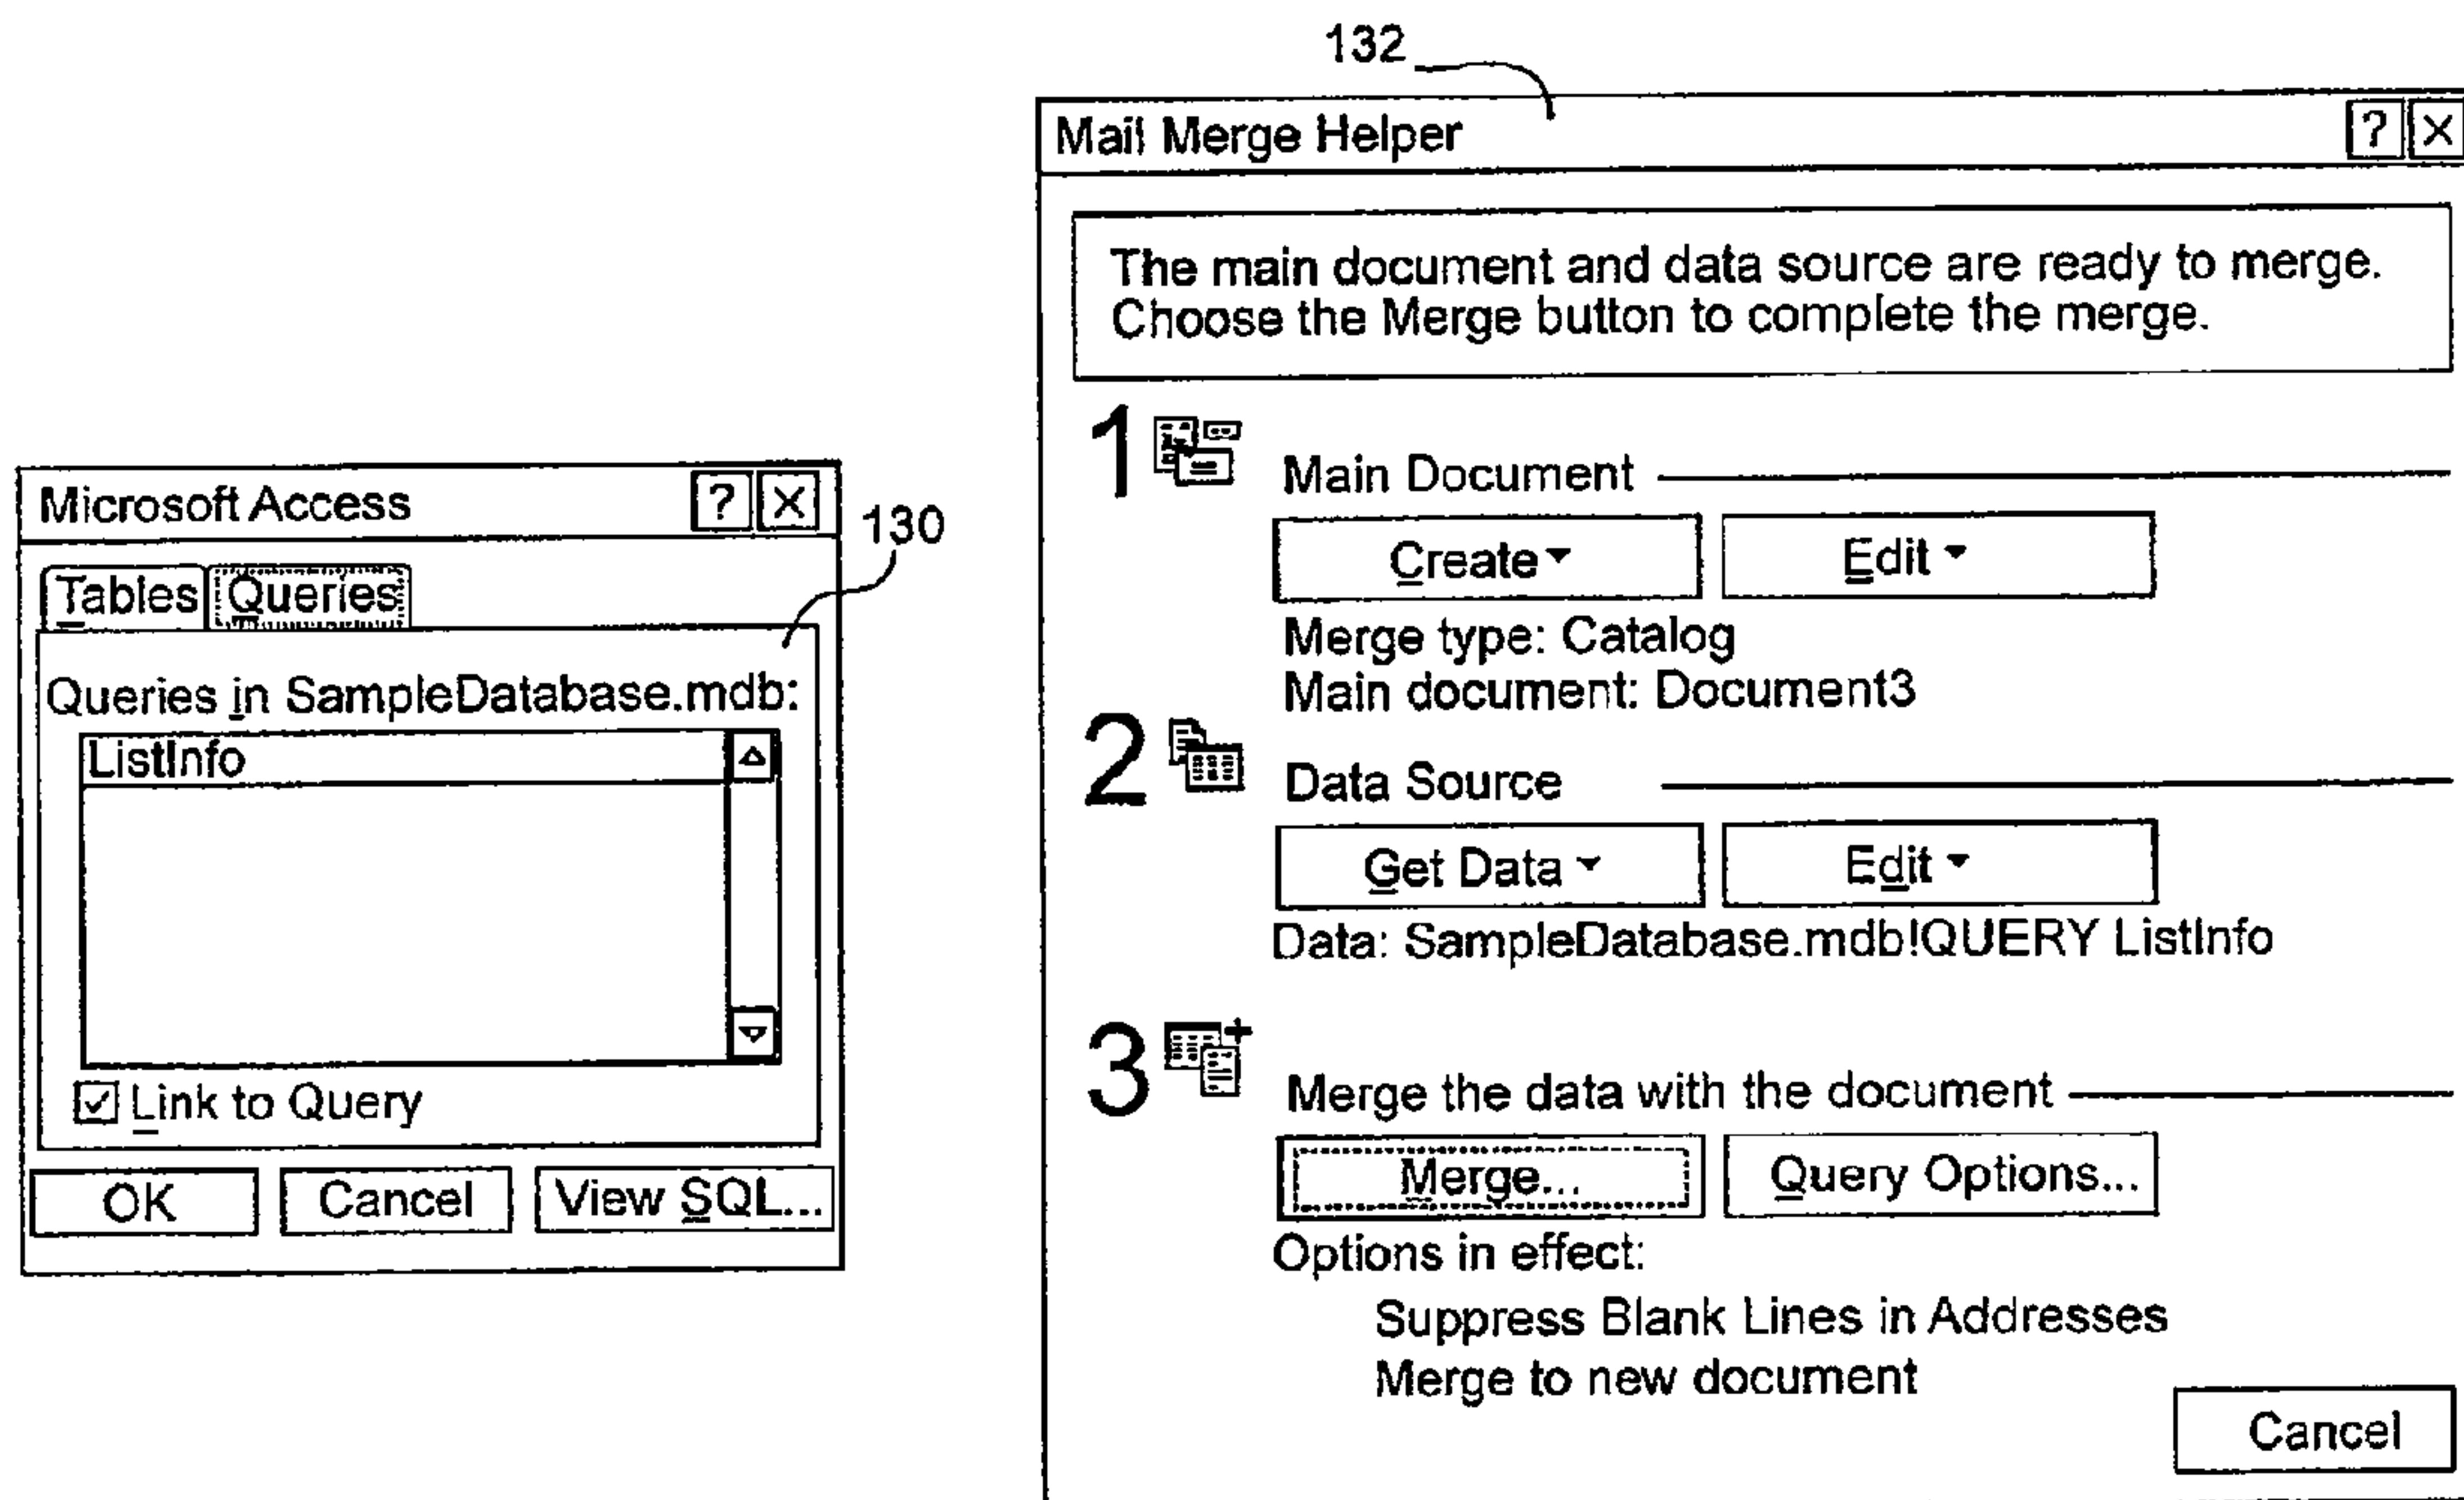 132
Mail Merge Helper
? X
The main document and data source are ready to merge.
Choose the Merge button to complete the merge.
1
Main Document
Create
Edit
Merge type: Catalog
Main document: Document3
2
Data Source
Get Data
Edit
Data: SampleDatabase.mdb!QUERY ListInfo
3
Merge the data with the document
Merge...
Query Options...
Options in effect:
Suppress Blank Lines in Addresses
Merge to new document
Cancel
Microsoft Access
? X
130
Tables
Queries
Queries in SampleDatabase.mdb:
ListInfo
Link to Query
OK
Cancel
View SQL...